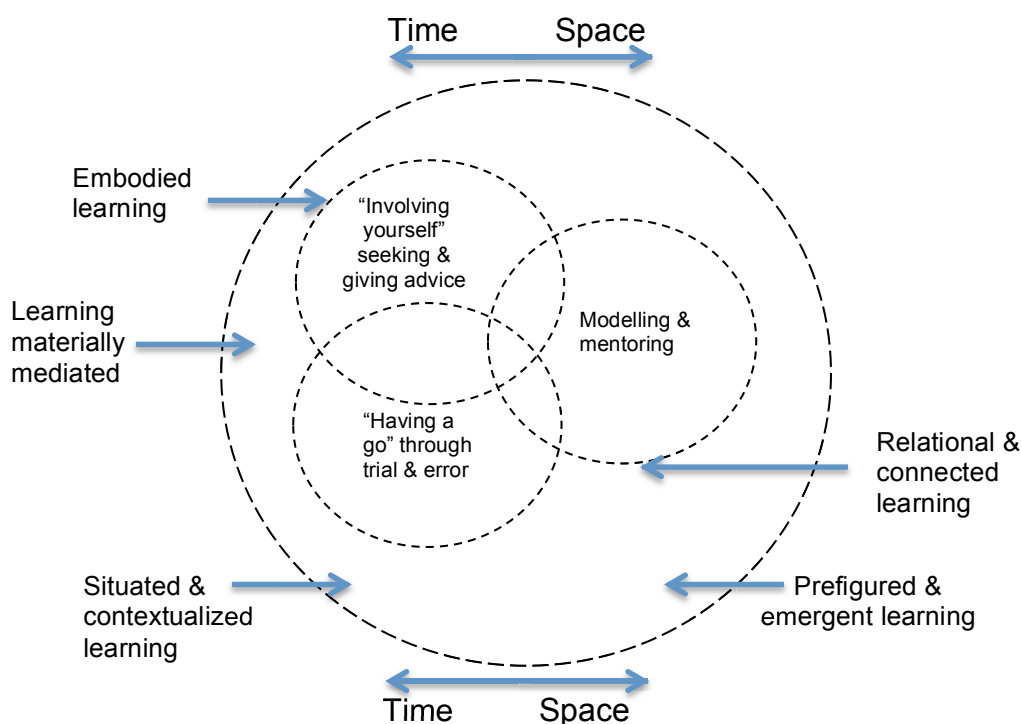 Time Space
Embodied
learning
“Involving
yourself”
seeking &
giving advice
Modelling &
mentoring
Learning
materially
mediated
“Having a
go” through
trial & error
Relational &
connected
learning
Situated &
contextualized
learning
Prefigured &
emergent learning
Time Space